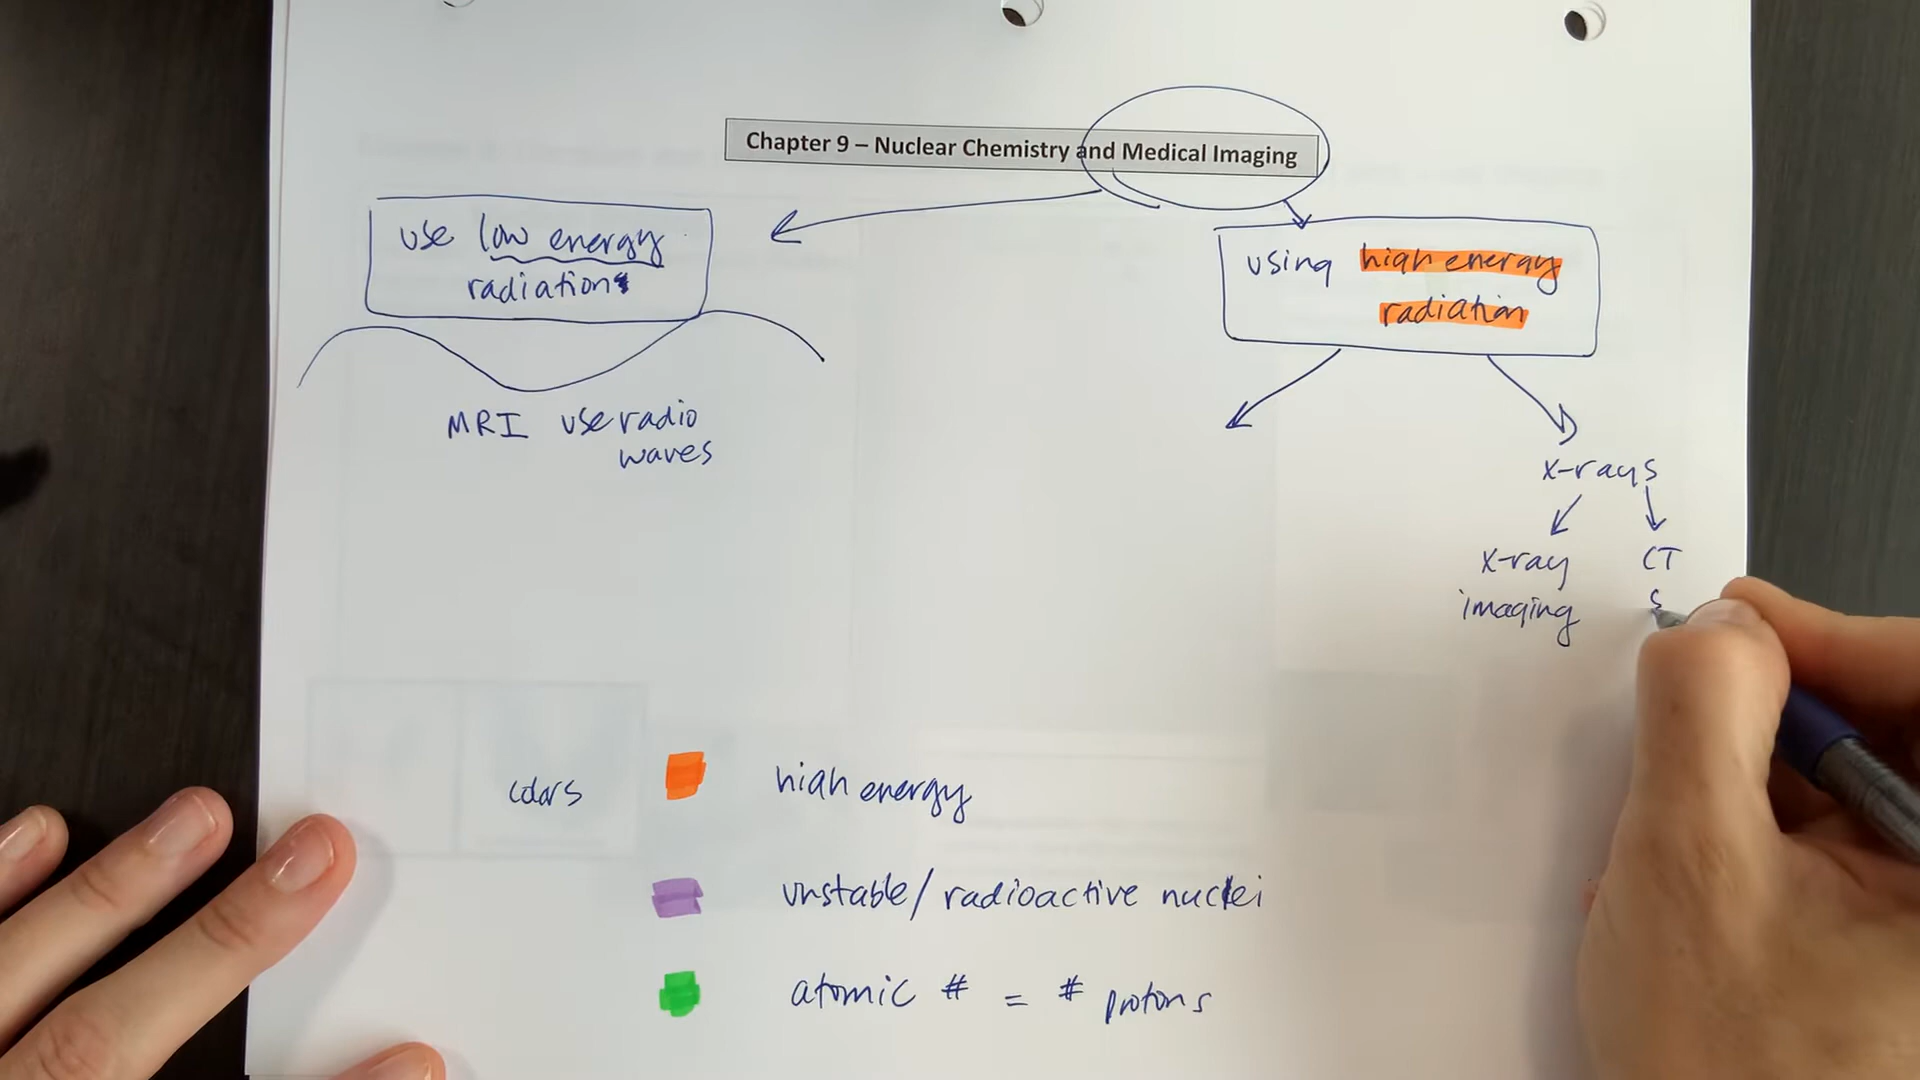 Chapter 9 – Nuclear Chemistry and Medical Imaging
use low energy
radiation
MRI use radio
waves
using high energy
radiation
x-rays
x-ray
imaging
CT
S
colors
high energy
unstable/radioactive nuclei
atomic # = # protons